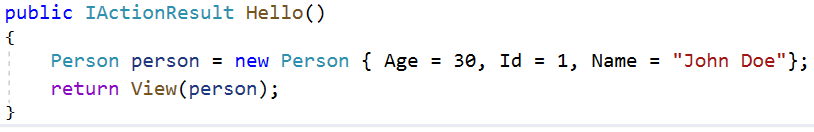 public IActionResult Hello()
{
    Person person = new Person { Age = 30, Id = 1, Name = "John Doe"};
    return View(person);
}